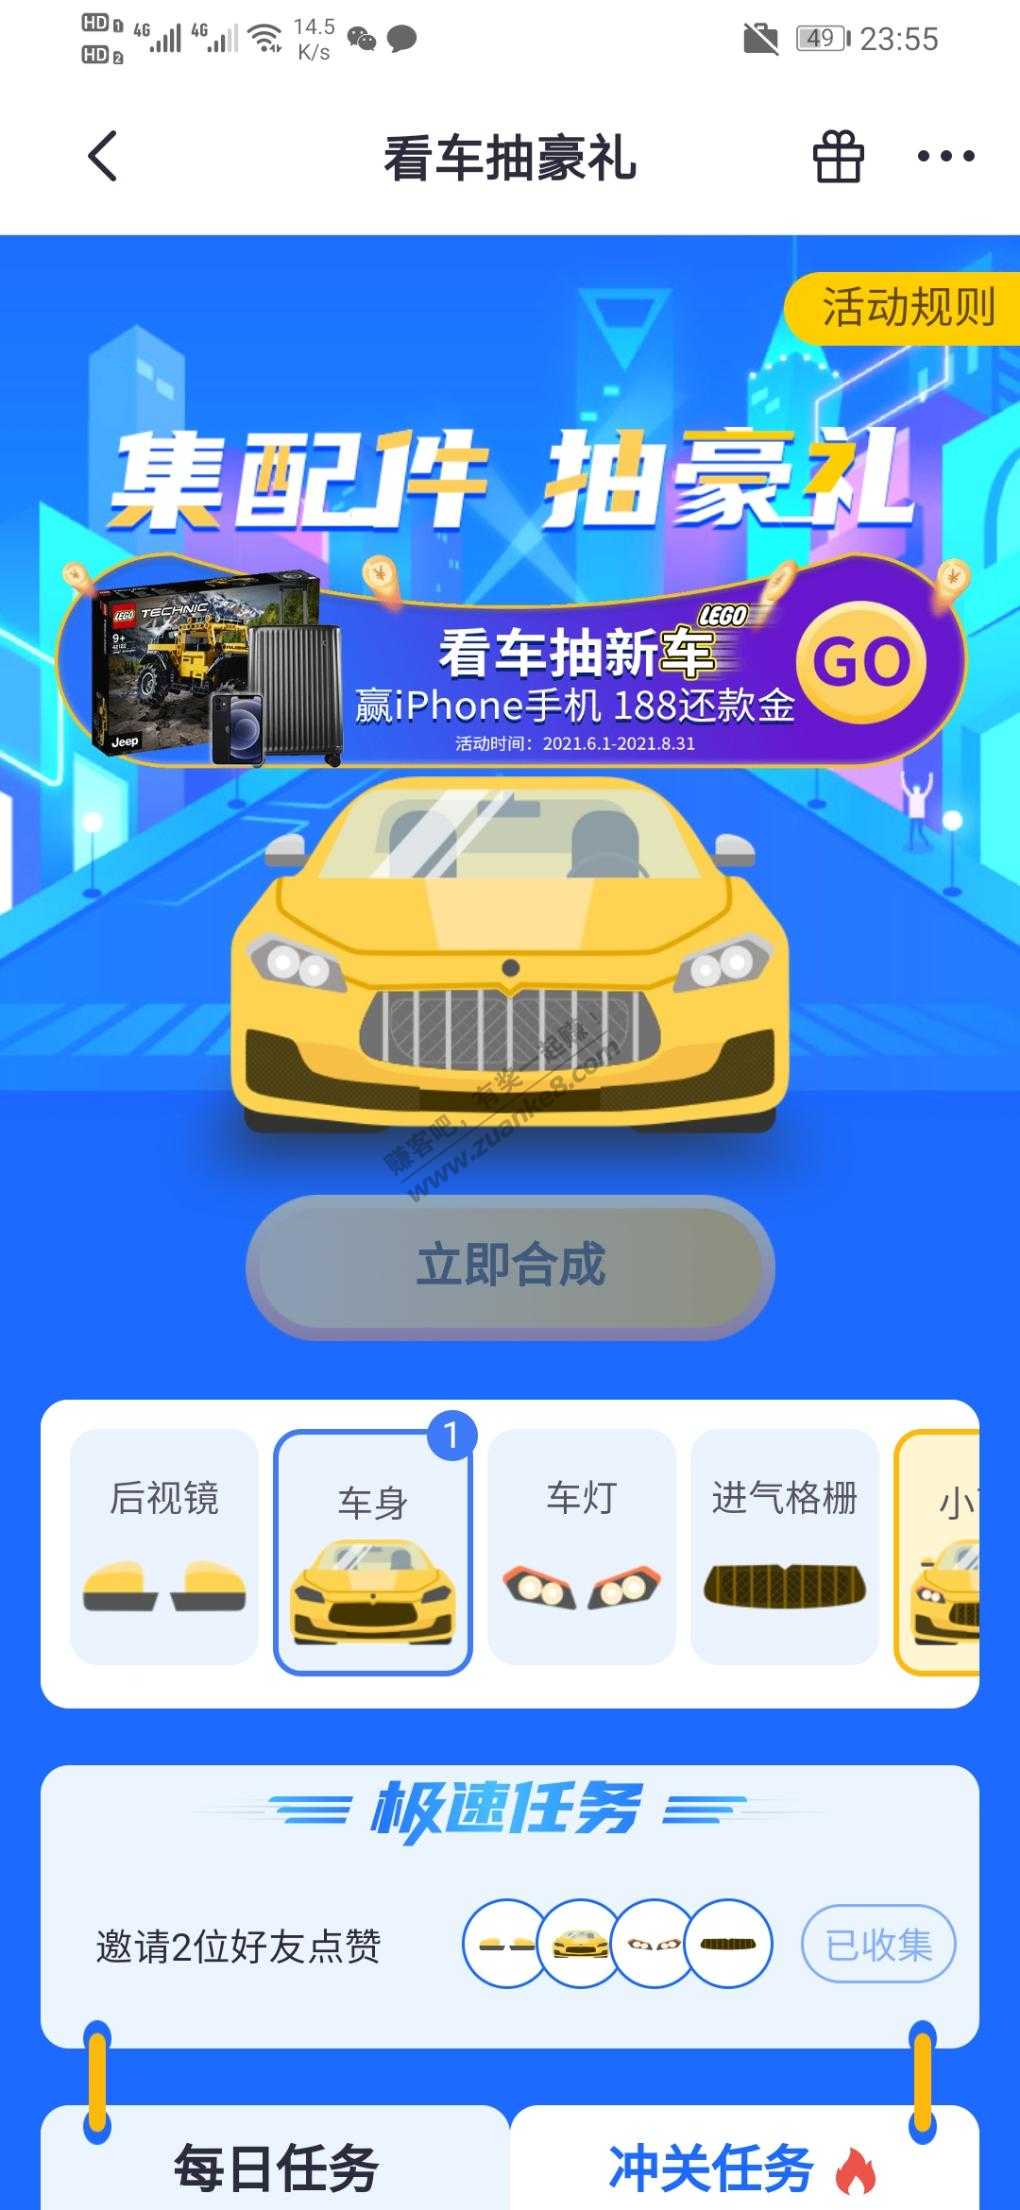 HD 1 4G 4G 14.5 K/s 49 23:55
HD 2
看车抽豪礼
活动规则
集配件 抽豪礼
LEGO TECHNIC
9+
42122
Jeep
LEGO
看车抽新车
赢iPhone手机 188还款金
活动时间：2021.6.1-2021.8.31
GO
赚客吧，有奖一起赚！
www.zuanke8.com
立即合成
1
后视镜 车身 车灯 进气格栅 小
极速任务
邀请2位好友点赞 已收集
每日任务 冲关任务